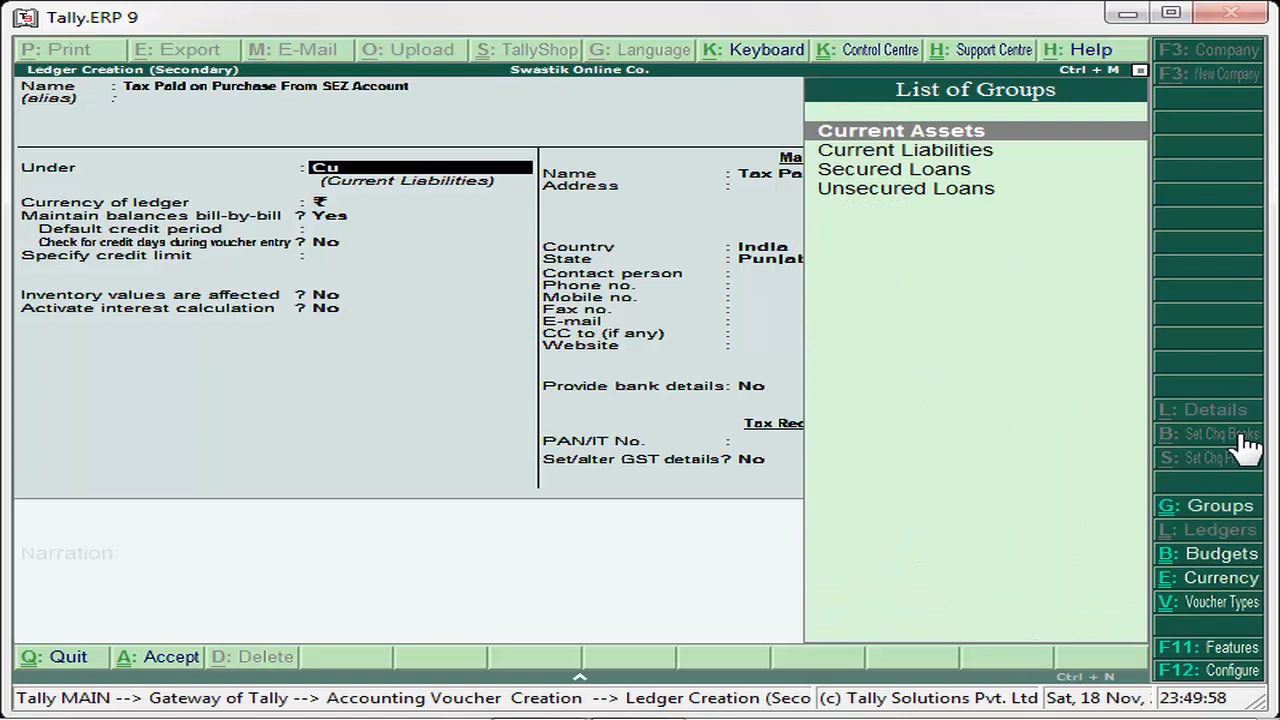 Tally.ERP 9
P: Print E: Export M: E-Mail O: Upload S: TallyShop G: Language K: Keyboard K: Control Centre H: Support Centre H: Help F3: Company
Ledger Creation (Secondary) Swastik Online Co. Ctrl + M F3: New Company
Name : Tax Paid on Purchase From SEZ Account
(alias) :
List of Groups
Current Assets
Current Liabilities
Secured Loans
Unsecured Loans
Under : Cu
(Current Liabilities)
Currency of ledger : ₹
Maintain balances bill-by-bill ? Yes
Default credit period :
Check for credit days during voucher entry ? No
Specify credit limit :
Inventory values are affected ? No
Activate interest calculation ? No
Ma
Name : Tax Pa
Address :
Country : India
State : Punjab
Contact person :
Phone no. :
Mobile no. :
Fax no. :
E-mail :
CC to (if any) :
Website :
Provide bank details: No
Tax Rec
PAN/IT No. :
Set/alter GST details? No
L: Details
B: Set Chq Books
S: Set Chq
G: Groups
L: Ledgers
B: Budgets
E: Currency
V: Voucher Types
F11: Features
F12: Configure
Narration:
Q: Quit A: Accept D: Delete
Ctrl + N
Tally MAIN --> Gateway of Tally --> Accounting Voucher Creation --> Ledger Creation (Seco (c) Tally Solutions Pvt. Ltd Sat, 18 Nov, 23:49:58